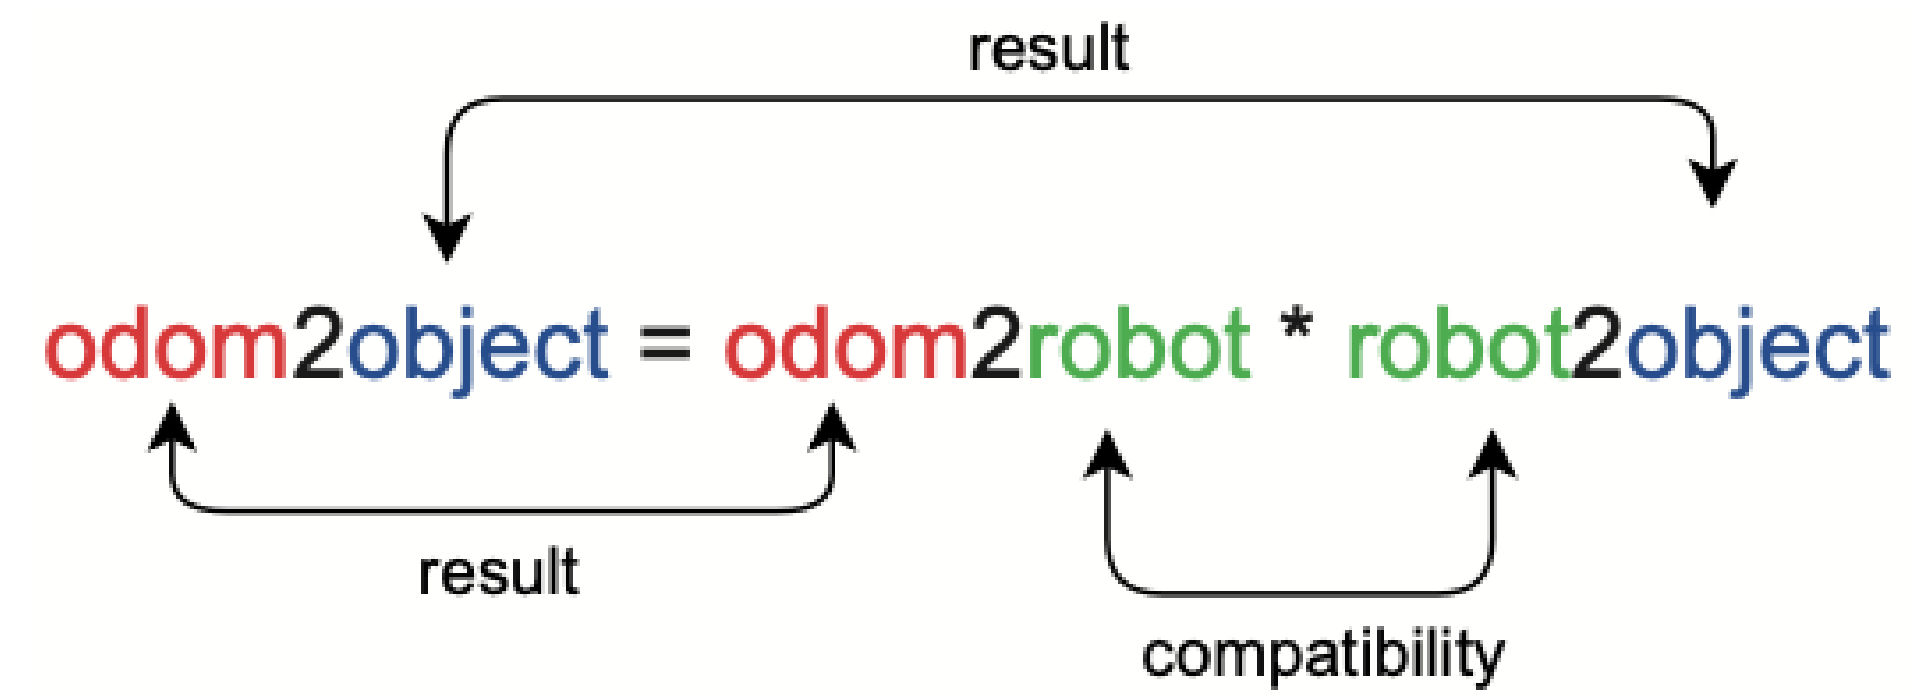 result
odom2object = odom2robot * robot2object
result
compatibility